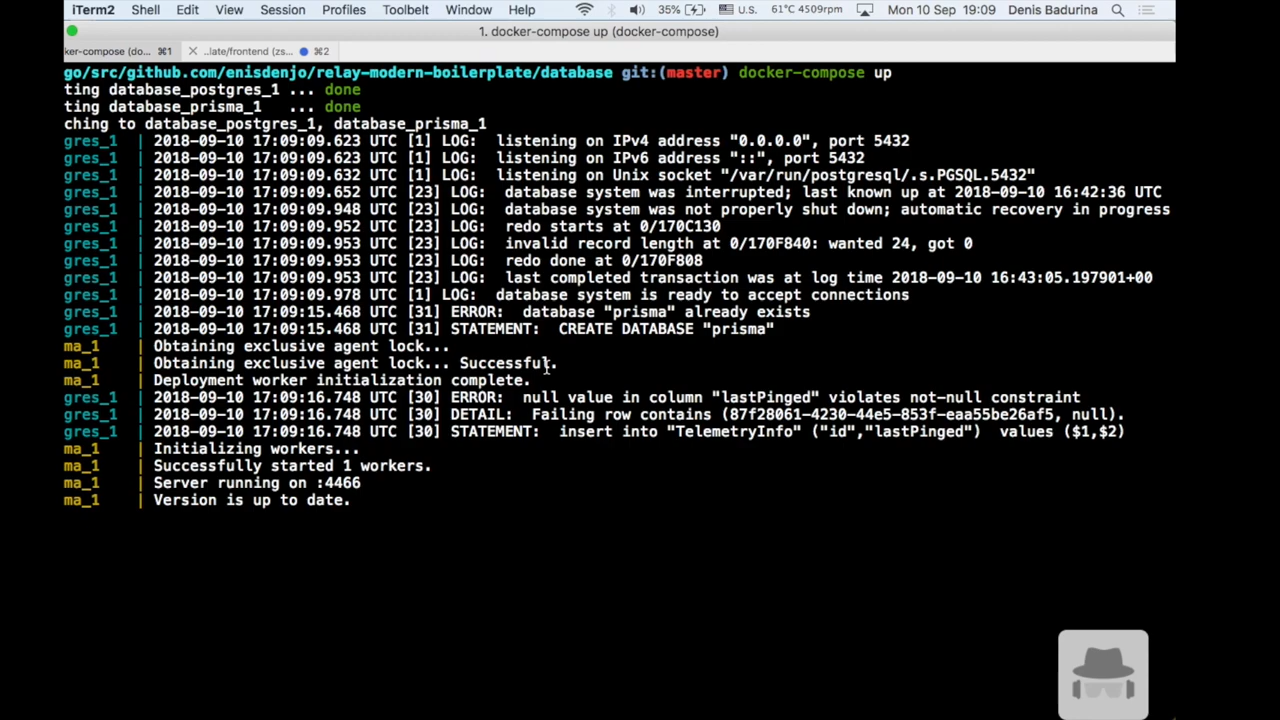 iTerm2 Shell Edit View Session Profiles Toolbelt Window Help 35% U.S. 61°C 4509rpm Mon 10 Sep 19:09 Denis Badurina
1. docker-compose up (docker-compose)
ker-compose (do... ⌘1 × ..late/frontend (zs... ⌘2
go/src/github.com/enisdenjo/relay-modern-boilerplate/database git:(master) docker-compose up
ting database_postgres_1 ... done
ting database_prisma_1 ... done
ching to database_postgres_1, database_prisma_1
gres_1 | 2018-09-10 17:09:09.623 UTC [1] LOG: listening on IPv4 address "0.0.0.0", port 5432
gres_1 | 2018-09-10 17:09:09.623 UTC [1] LOG: listening on IPv6 address "::", port 5432
gres_1 | 2018-09-10 17:09:09.632 UTC [1] LOG: listening on Unix socket "/var/run/postgresql/.s.PGSQL.5432"
gres_1 | 2018-09-10 17:09:09.652 UTC [23] LOG: database system was interrupted; last known up at 2018-09-10 16:42:36 UTC
gres_1 | 2018-09-10 17:09:09.948 UTC [23] LOG: database system was not properly shut down; automatic recovery in progress
gres_1 | 2018-09-10 17:09:09.952 UTC [23] LOG: redo starts at 0/170C130
gres_1 | 2018-09-10 17:09:09.953 UTC [23] LOG: invalid record length at 0/170F840: wanted 24, got 0
gres_1 | 2018-09-10 17:09:09.953 UTC [23] LOG: redo done at 0/170F808
gres_1 | 2018-09-10 17:09:09.953 UTC [23] LOG: last completed transaction was at log time 2018-09-10 16:43:05.197901+00
gres_1 | 2018-09-10 17:09:09.978 UTC [1] LOG: database system is ready to accept connections
gres_1 | 2018-09-10 17:09:15.468 UTC [31] ERROR: database "prisma" already exists
gres_1 | 2018-09-10 17:09:15.468 UTC [31] STATEMENT: CREATE DATABASE "prisma"
ma_1 | Obtaining exclusive agent lock...
ma_1 | Obtaining exclusive agent lock... Successful.
ma_1 | Deployment worker initialization complete.
gres_1 | 2018-09-10 17:09:16.748 UTC [30] ERROR: null value in column "lastPinged" violates not-null constraint
gres_1 | 2018-09-10 17:09:16.748 UTC [30] DETAIL: Failing row contains (87f28061-4230-44e5-853f-eaa55be26af5, null).
gres_1 | 2018-09-10 17:09:16.748 UTC [30] STATEMENT: insert into "TelemetryInfo" ("id","lastPinged") values ($1,$2)
ma_1 | Initializing workers...
ma_1 | Successfully started 1 workers.
ma_1 | Server running on :4466
ma_1 | Version is up to date.